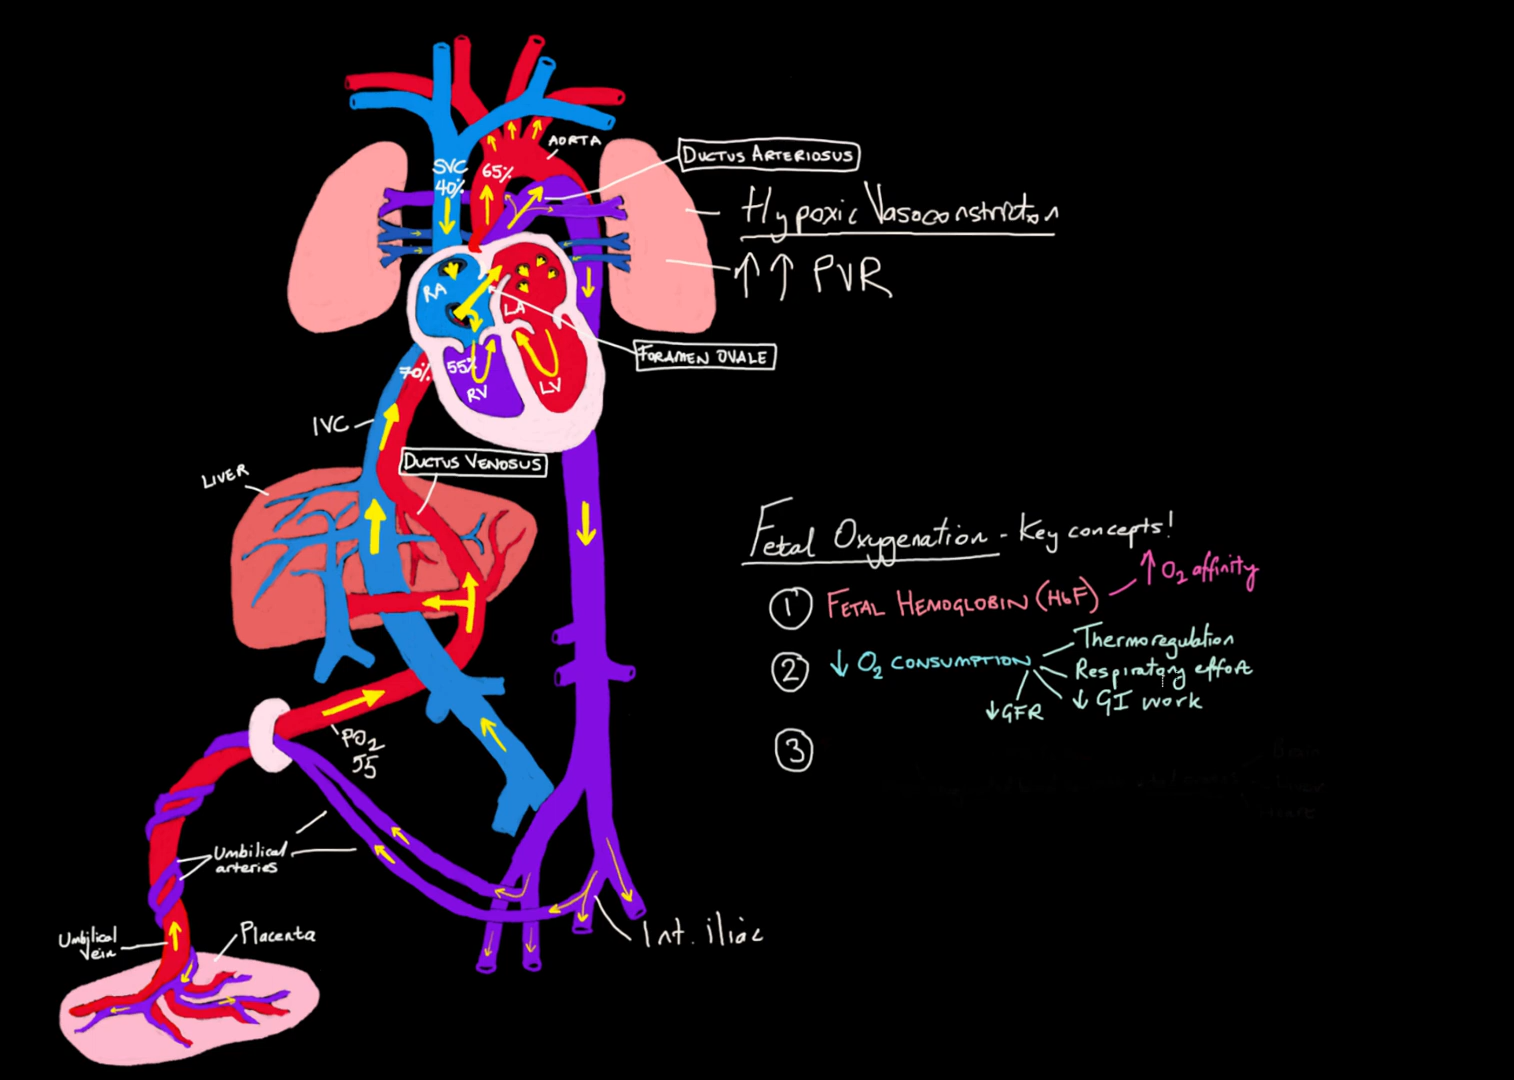 AORTA
SVC
40%
65%
DUCTUS ARTERIOSUS
Hypoxic Vasoconstriction
↑↑ PVR
RA
LA
FORAMEN OVALE
70%
55%
RV
LV
IVC
DUCTUS VENOSUS
LIVER
Fetal Oxygenation - Key concepts!
① FETAL HEMOGLOBIN (HbF)
↑ O2 affinity
② ↓ O2 CONSUMPTION
Thermoregulation
Respiratory effort
↓ GI work
↓GFR
③
PO2
55
Umbilical
arteries
Int. iliac
Umbilical
vein
Placenta